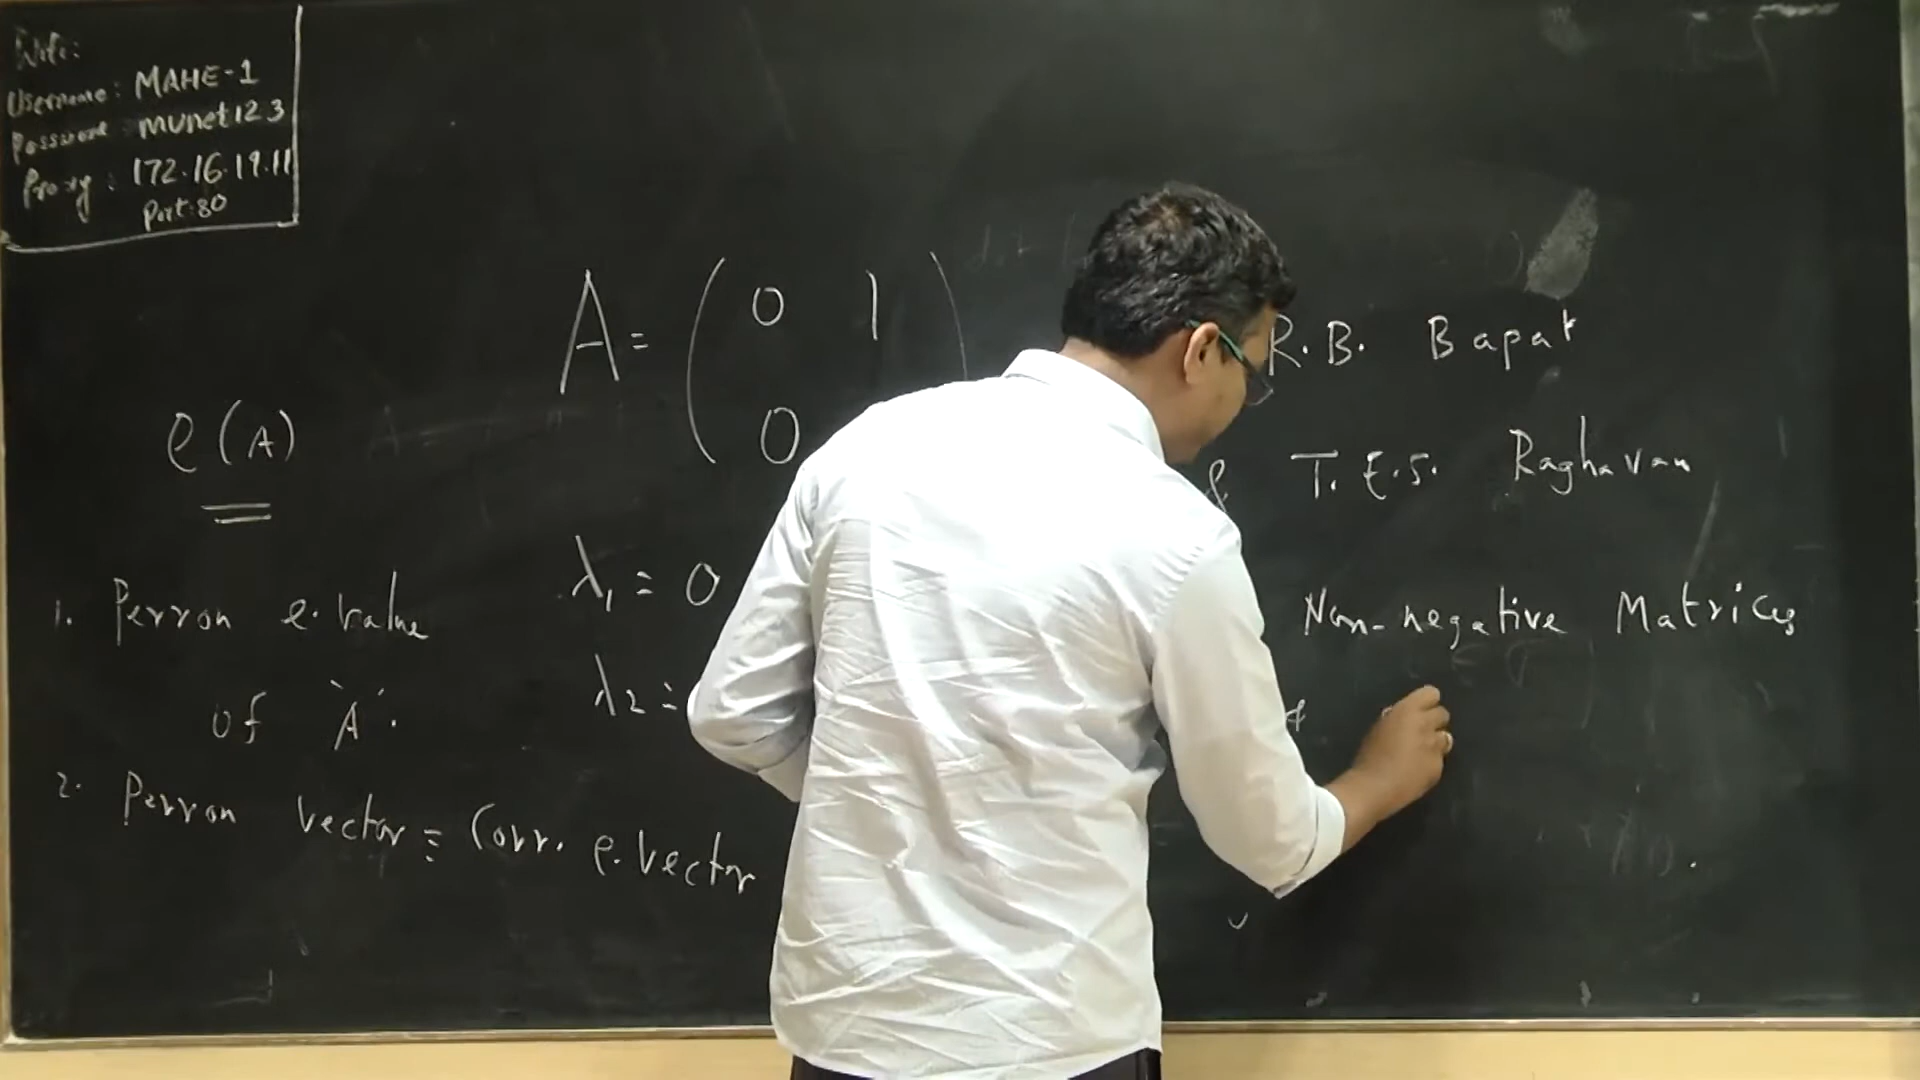 Wifi:
Username: MAHE-1
Password: munet123
Proxy: 172.16.19.11
Port:80
A = ( 0 1
0
ρ(A)
λ₁ = 0
λ₂ =
1. Perron e.value
of "A".
2. Perron vector ≡ Corr. e.vector
R.B. Bapat
& T.E.S. Raghavan
Non-negative Matrices
&